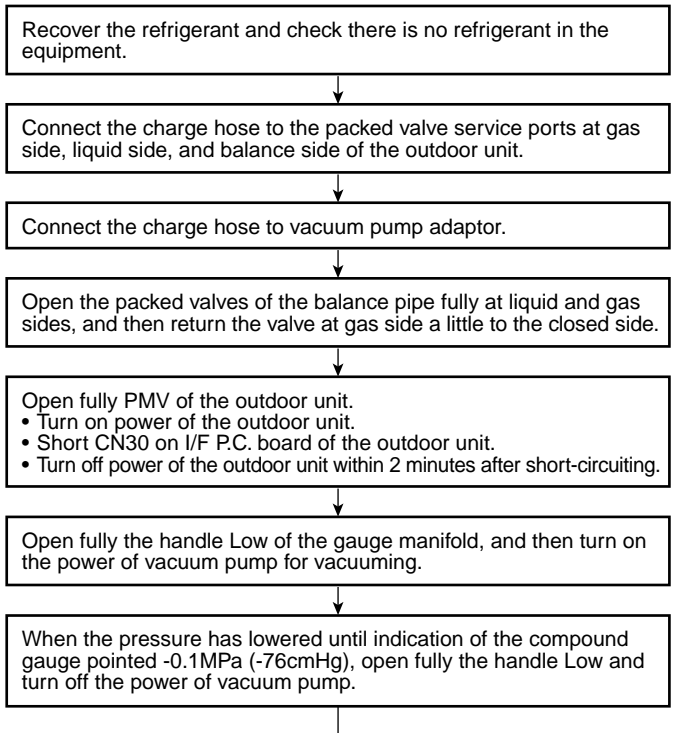 Recover the refrigerant and check there is no refrigerant in the
equipment.
Connect the charge hose to the packed valve service ports at gas
side, liquid side, and balance side of the outdoor unit.
Connect the charge hose to vacuum pump adaptor.
Open the packed valves of the balance pipe fully at liquid and gas
sides, and then return the valve at gas side a little to the closed side.
Open fully PMV of the outdoor unit.
• Turn on power of the outdoor unit.
• Short CN30 on I/F P.C. board of the outdoor unit.
• Turn off power of the outdoor unit within 2 minutes after short-circuiting.
Open fully the handle Low of the gauge manifold, and then turn on
the power of vacuum pump for vacuuming.
When the pressure has lowered until indication of the compound
gauge pointed -0.1MPa (-76cmHg), open fully the handle Low and
turn off the power of vacuum pump.